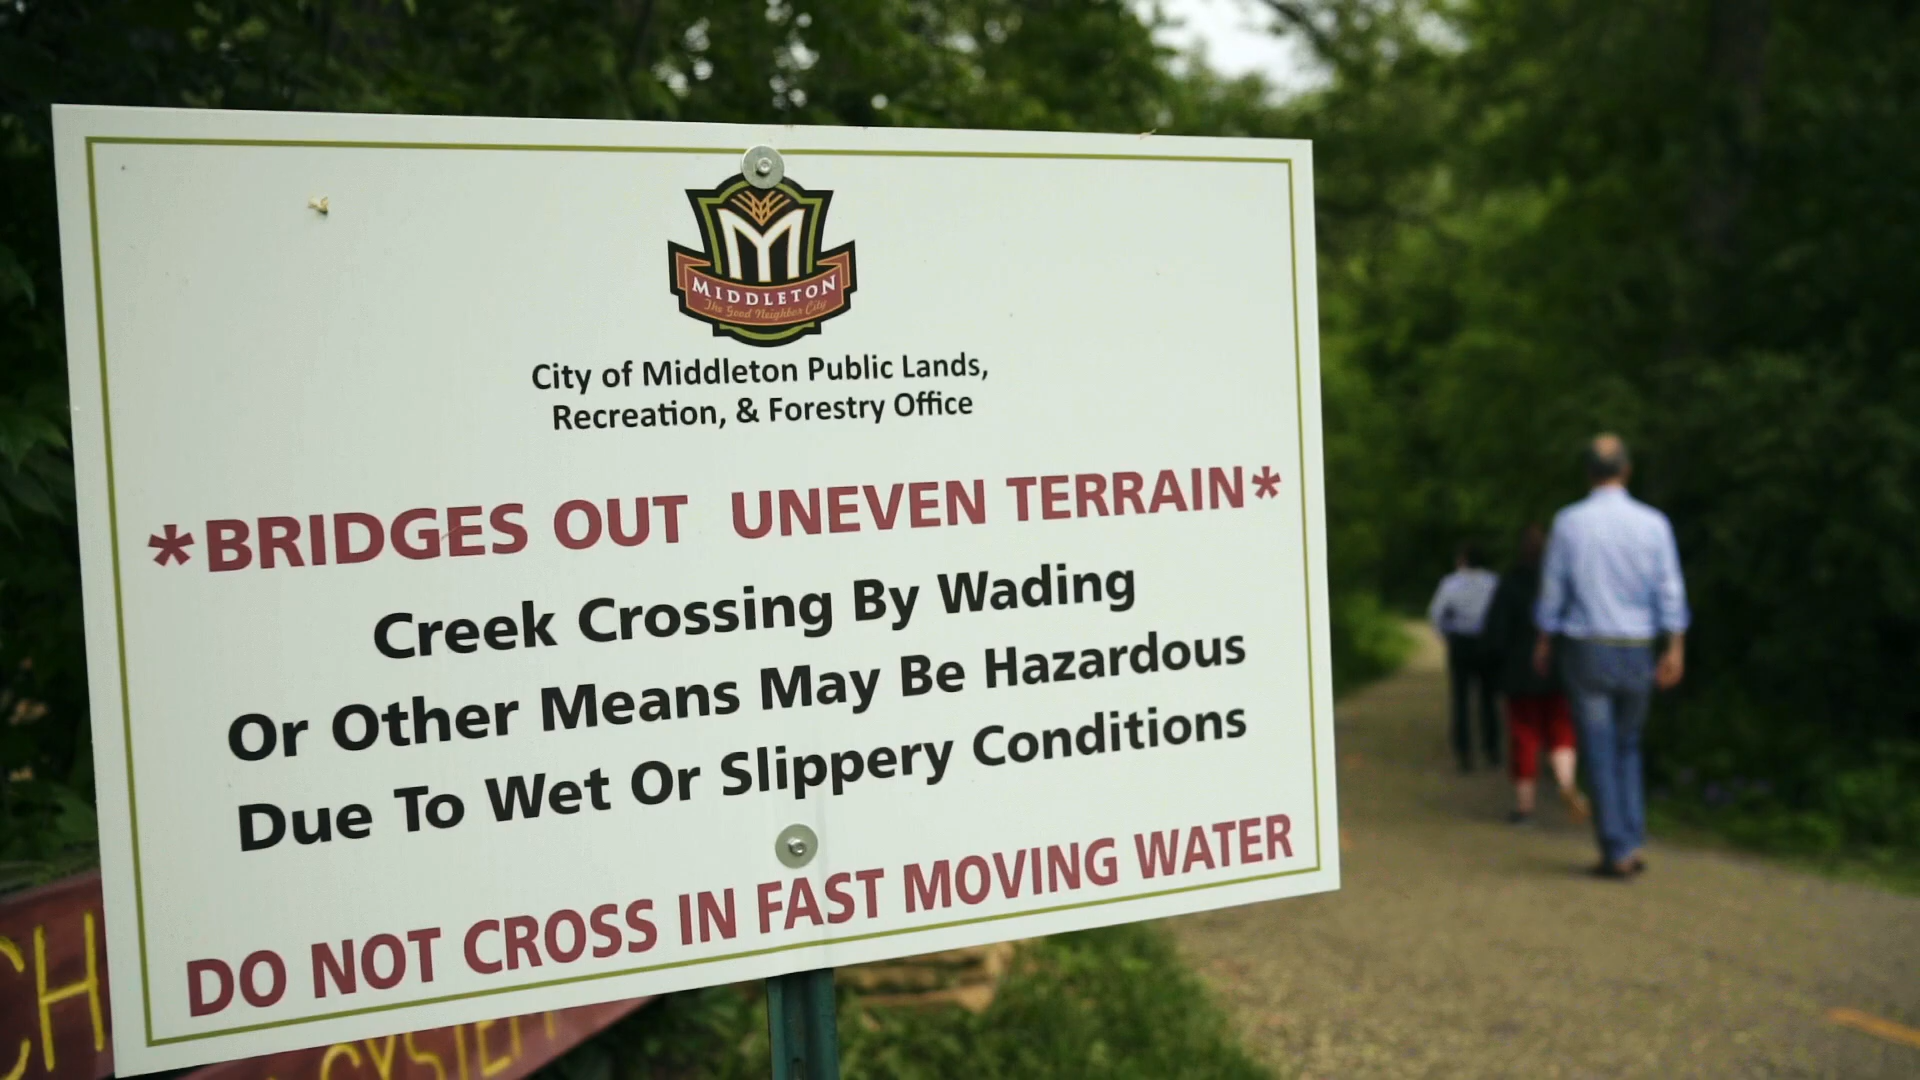 MIDDLETON
The Good Neighbor City
City of Middleton Public Lands,
Recreation, & Forestry Office
*BRIDGES OUT UNEVEN TERRAIN*
Creek Crossing By Wading
Or Other Means May Be Hazardous
Due To Wet Or Slippery Conditions
DO NOT CROSS IN FAST MOVING WATER